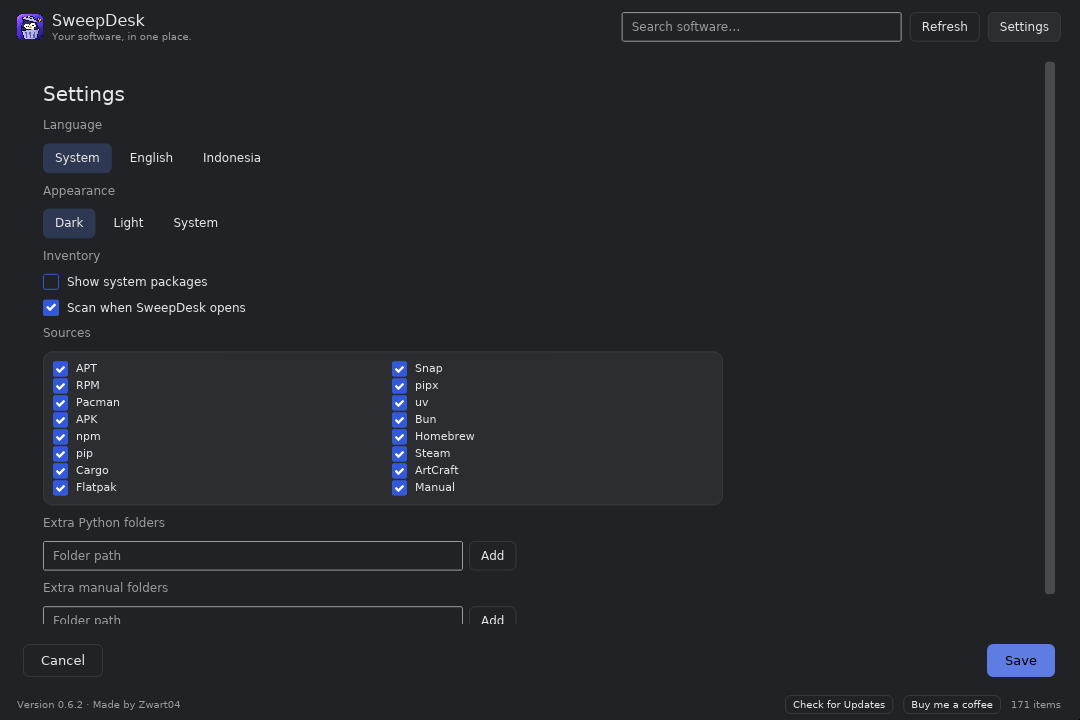 SweepDesk
Your software, in one place.
Search software...
Refresh
Settings
Settings
Language
System English Indonesia
Appearance
Dark Light System
Inventory
Show system packages
Scan when SweepDesk opens
Sources
APT Snap
RPM pipx
Pacman uv
APK Bun
npm Homebrew
pip Steam
Cargo ArtCraft
Flatpak Manual
Extra Python folders
Folder path Add
Extra manual folders
Folder path Add
Cancel Save
Version 0.6.2 · Made by Zwart04 Check for Updates Buy me a coffee 171 items